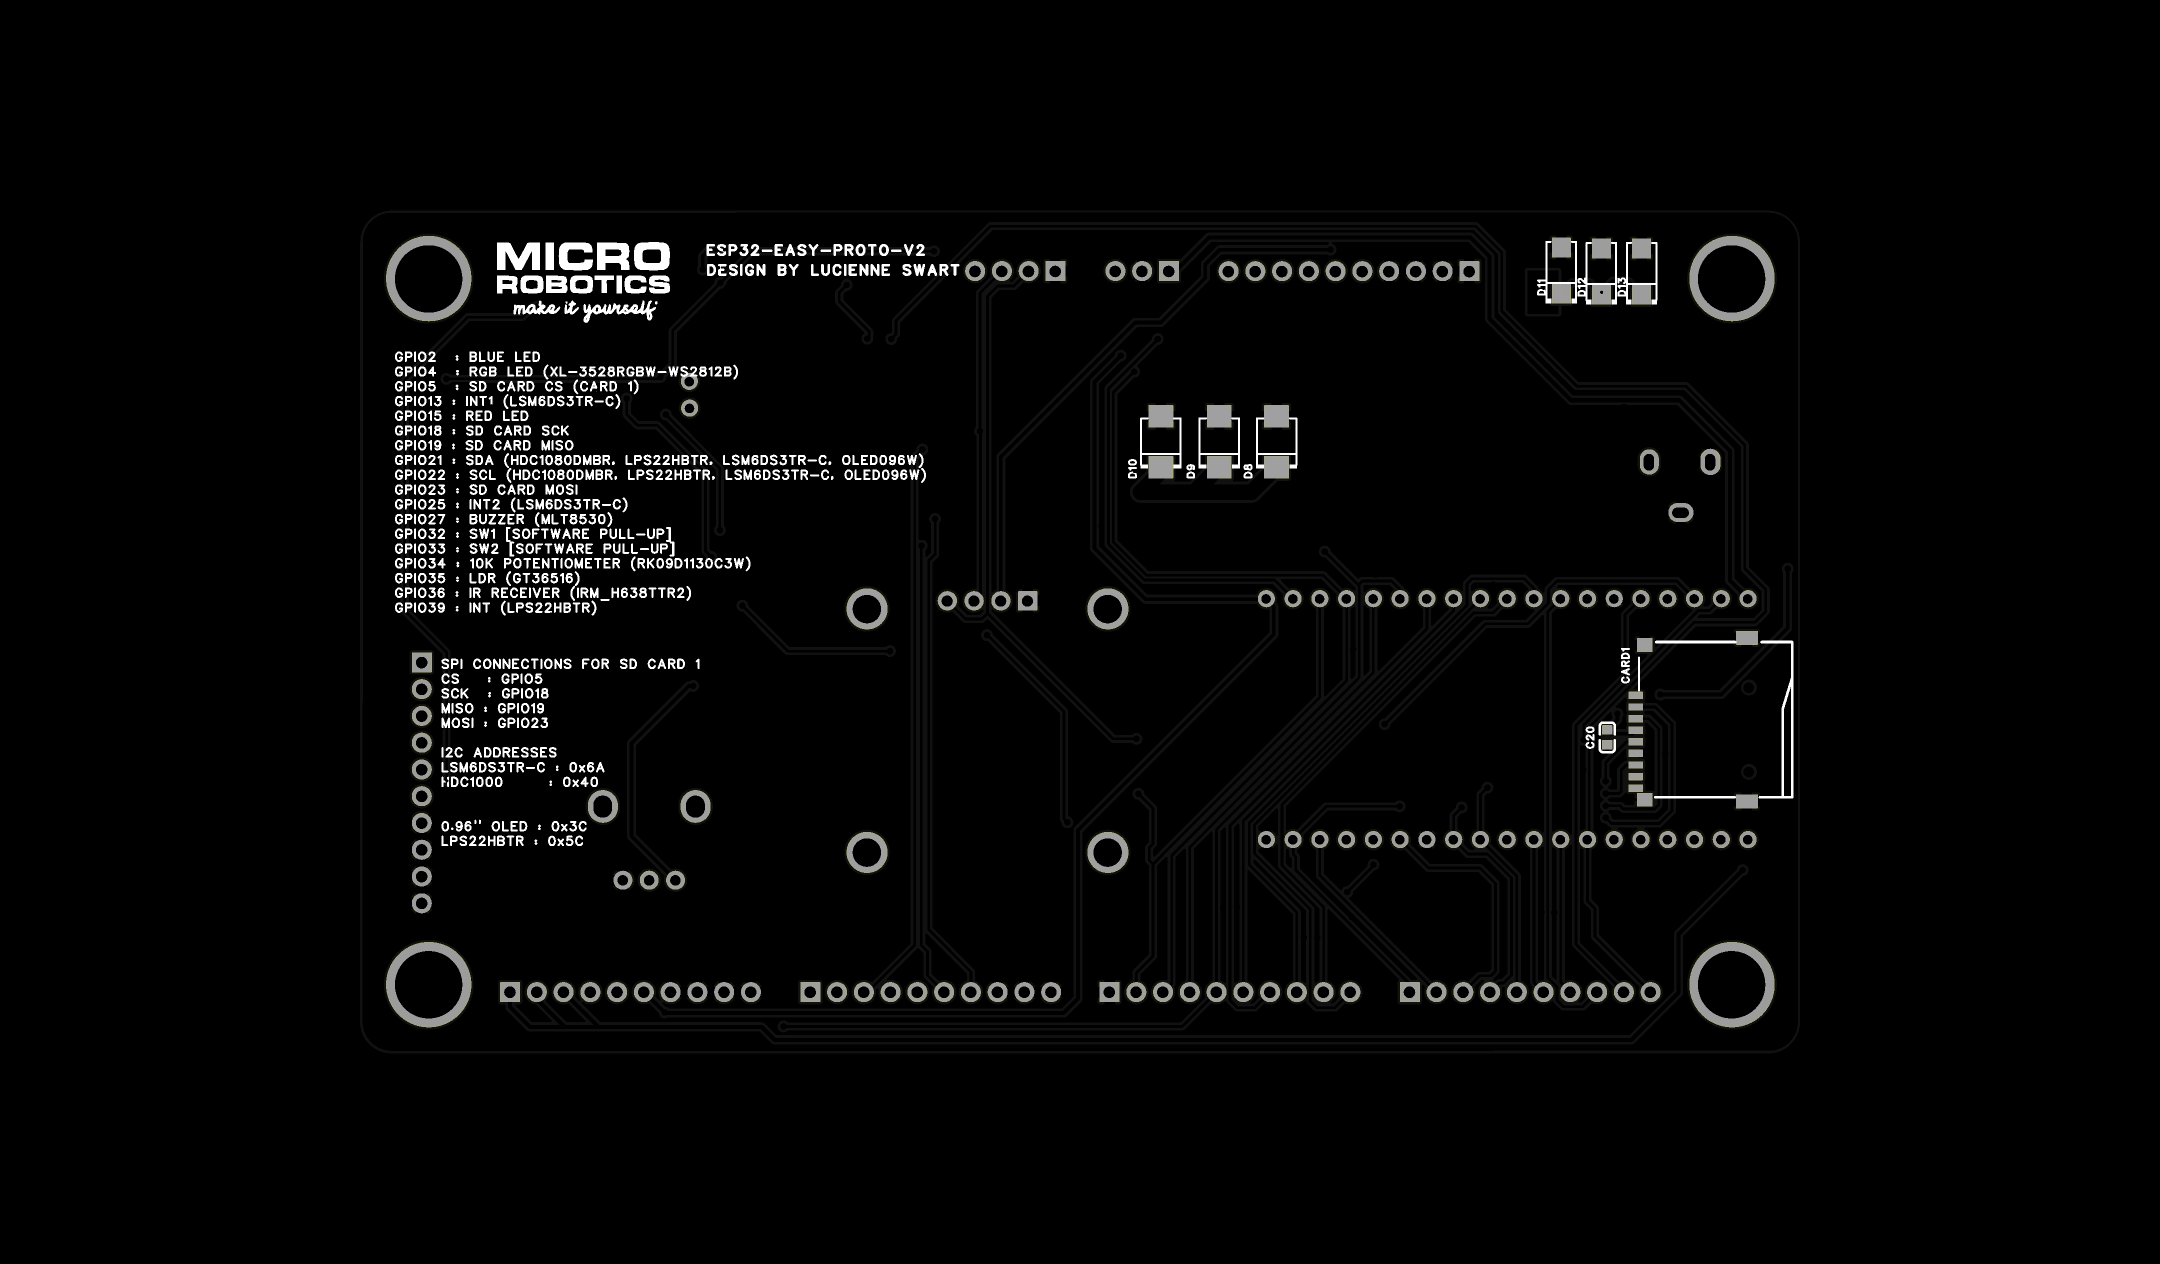 MICRO
ROBOTICS
make it yourself
ESP32-EASY-PROTO-V2
DESIGN BY LUCIENNE SWART
D11
D12
D13
GPIO2 : BLUE LED
GPIO4 : RGB LED (XL-3528RGBW-WS2812B)
GPIO5 : SD CARD CS (CARD 1)
GPIO13 : INT1 (LSM6DS3TR-C)
GPIO15 : RED LED
GPIO18 : SD CARD SCK
GPIO19 : SD CARD MISO
GPIO21 : SDA (HDC1080DMBR, LPS22HBTR, LSM6DS3TR-C, OLED096W)
GPIO22 : SCL (HDC1080DMBR, LPS22HBTR, LSM6DS3TR-C, OLED096W)
GPIO23 : SD CARD MOSI
GPIO25 : INT2 (LSM6DS3TR-C)
GPIO27 : BUZZER (MLT8530)
GPIO32 : SW1 [SOFTWARE PULL-UP]
GPIO33 : SW2 [SOFTWARE PULL-UP]
GPIO34 : 10K POTENTIOMETER (RK09D1130C3W)
GPIO35 : LDR (GT36516)
GPIO36 : IR RECEIVER (IRM_H638TTR2)
GPIO39 : INT (LPS22HBTR)
D10
D9
D8
SPI CONNECTIONS FOR SD CARD 1
CS : GPIO5
SCK : GPIO18
MISO : GPIO19
MOSI : GPIO23
I2C ADDRESSES
LSM6DS3TR-C : 0x6A
HDC1000 : 0x40
0.96'' OLED : 0x3C
LPS22HBTR : 0x5C
CARD1
C20